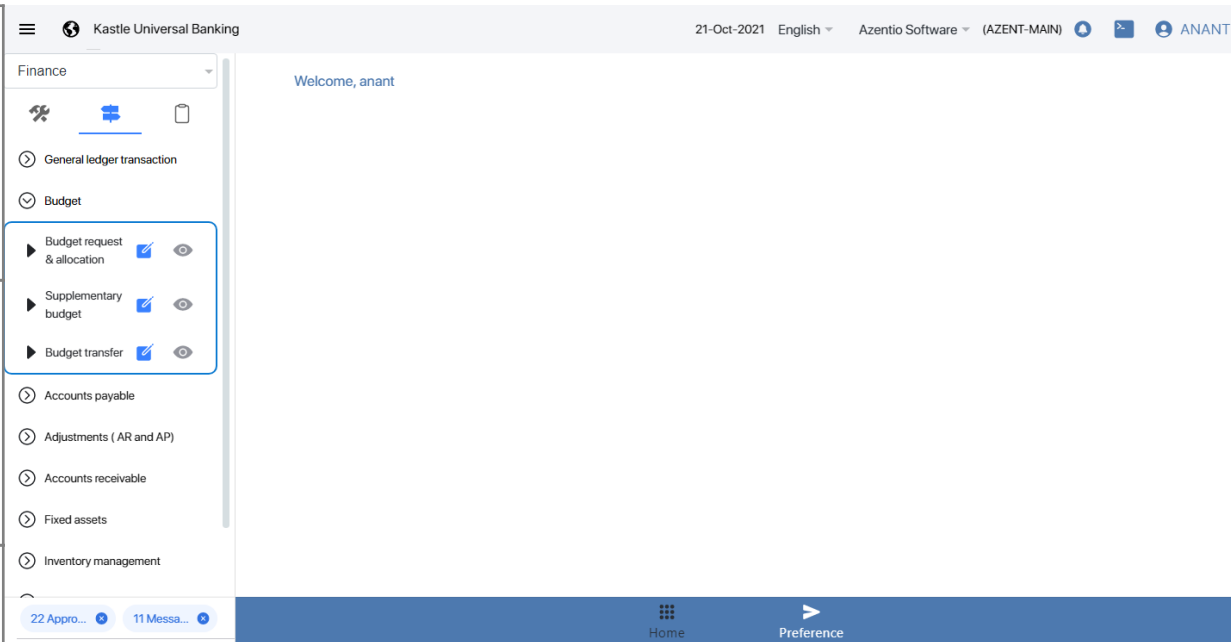 Kastle Universal Banking
21-Oct-2021 English Azentio Software (AZENT-MAIN) ANANT
Finance
Welcome, anant
General ledger transaction
Budget
Budget request
& allocation
Supplementary
budget
Budget transfer
Accounts payable
Adjustments ( AR and AP)
Accounts receivable
Fixed assets
Inventory management
22 Appro... 11 Messa...
Home
Preference